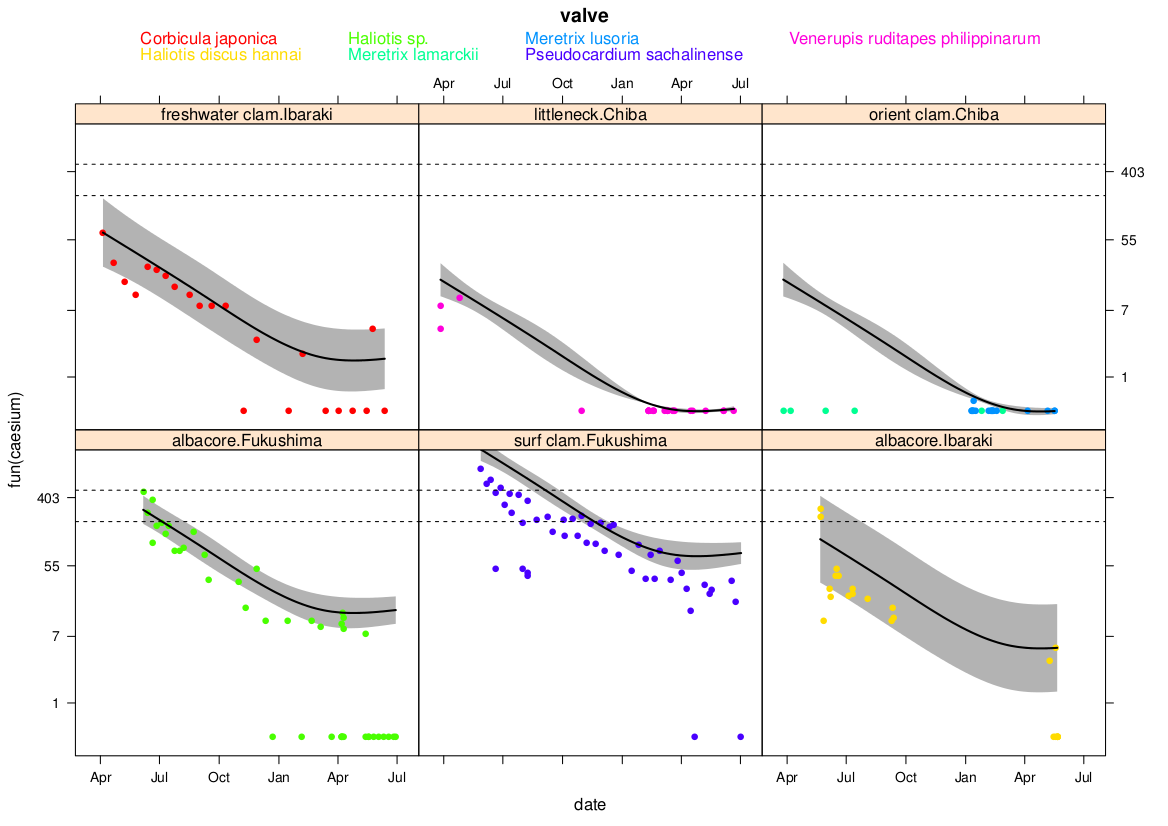 valve
Corbicula japonica Haliotis sp. Meretrix lusoria Venerupis ruditapes philippinarum
Haliotis discus hannai Meretrix lamarckii Pseudocardium sachalinense
Apr Jul Oct Jan Apr Jul
freshwater clam.Ibaraki littleneck.Chiba orient clam.Chiba
403
55
7
1
fun(caesium)
albacore.Fukushima surf clam.Fukushima albacore.Ibaraki
403
55
7
1
Apr Jul Oct Jan Apr Jul Apr Jul Oct Jan Apr Jul
date